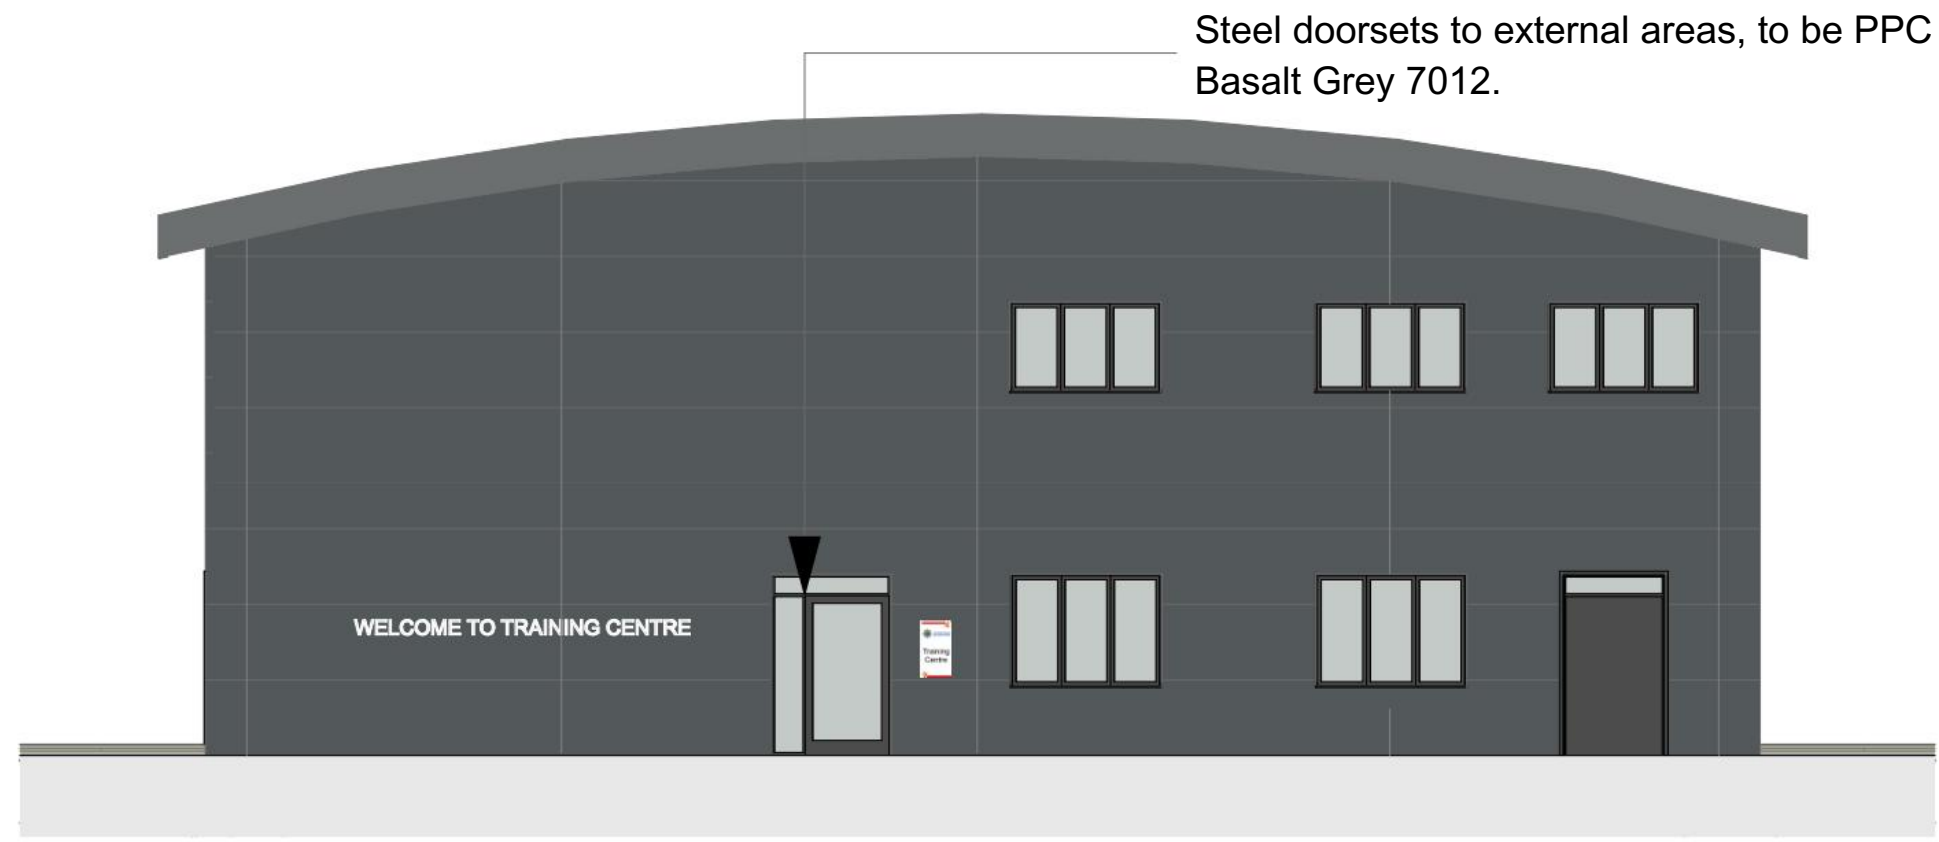 Steel doorsets to external areas, to be PPC
Basalt Grey 7012.
WELCOME TO TRAINING CENTRE
Training
Centre